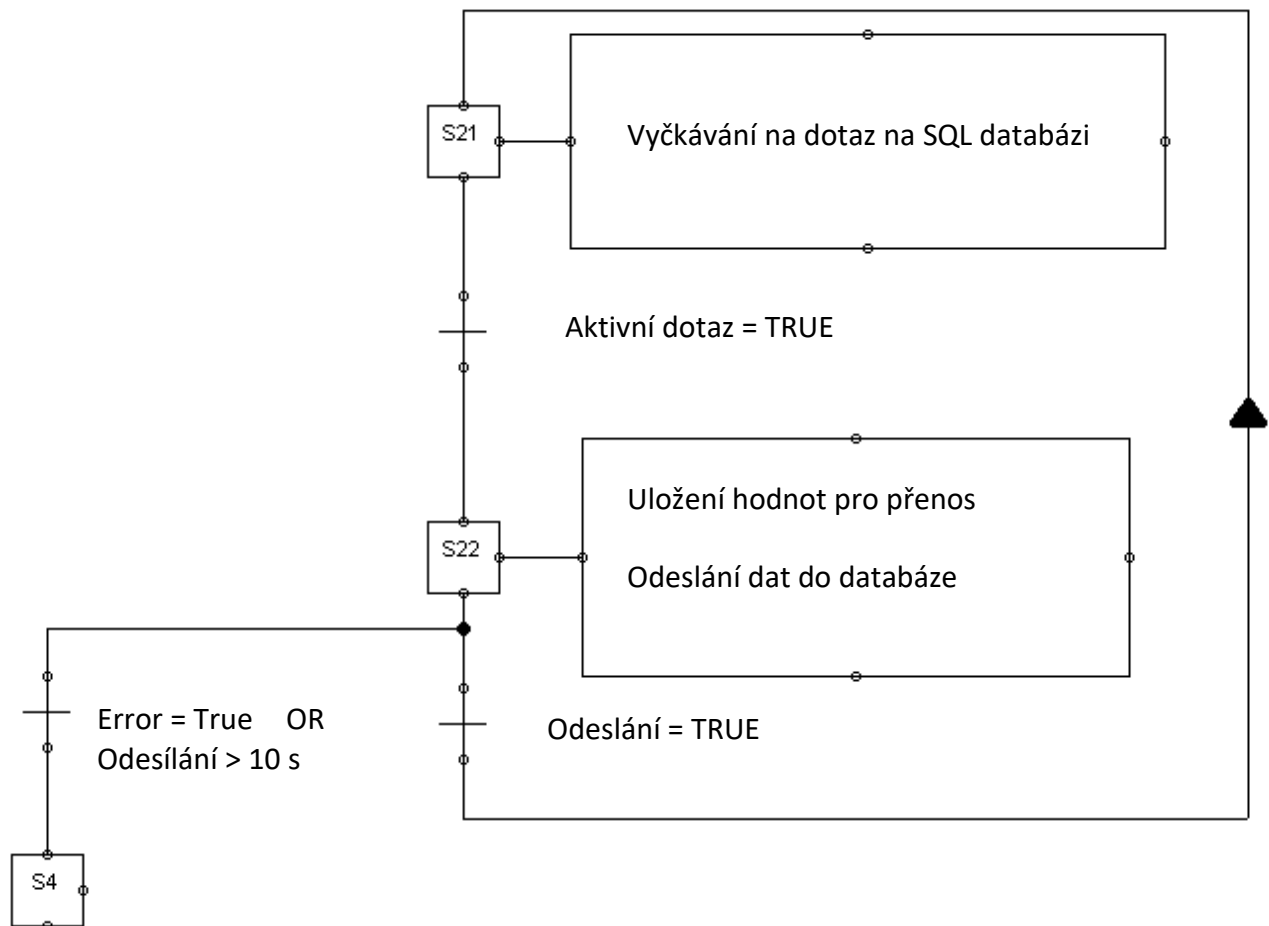 S21
Vyčkávání na dotaz na SQL databázi
Aktivní dotaz = TRUE
Uložení hodnot pro přenos
S22
Odeslání dat do databáze
Error = True OR
Odesílání > 10 s
Odeslání = TRUE
S4